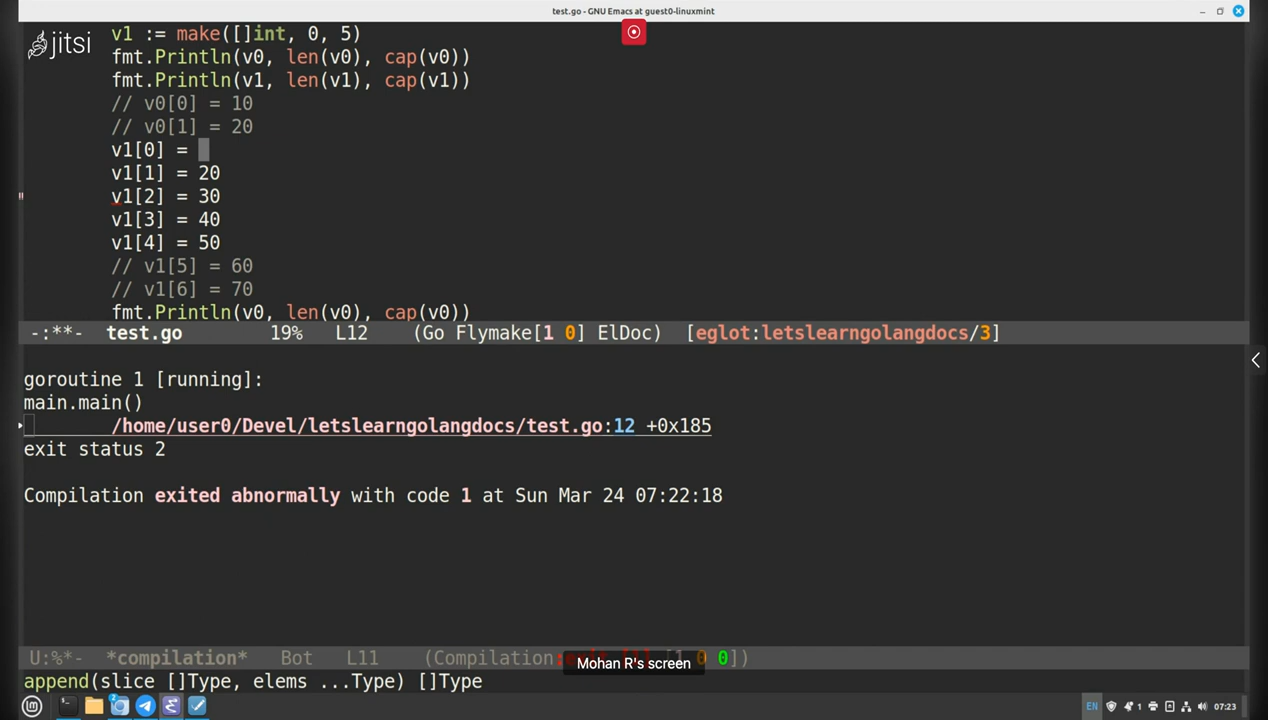 test.go - GNU Emacs at guest0-linuxmint
jitsi
v1 := make([]int, 0, 5)
fmt.Println(v0, len(v0), cap(v0))
fmt.Println(v1, len(v1), cap(v1))
// v0[0] = 10
// v0[1] = 20
v1[0] =
v1[1] = 20
v1[2] = 30
v1[3] = 40
v1[4] = 50
// v1[5] = 60
// v1[6] = 70
fmt.Println(v0, len(v0), cap(v0))
-:**- test.go 19% L12 (Go Flymake[1 0] ElDoc) [eglot:letslearngolangdocs/3]
goroutine 1 [running]:
main.main()
/home/user0/Devel/letslearngolangdocs/test.go:12 +0x185
exit status 2
Compilation exited abnormally with code 1 at Sun Mar 24 07:22:18
U:%*- *compilation* Bot L11 (Compilation 0 0])
Mohan R's screen
append(slice []Type, elems ...Type) []Type
2 EN 1 07:23